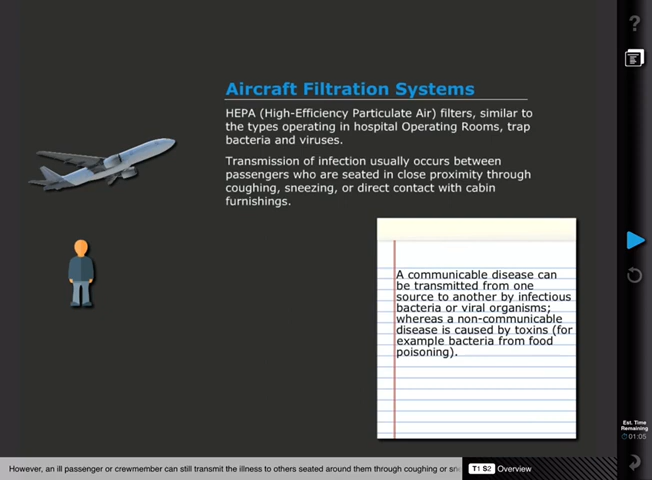 ?
Aircraft Filtration Systems
HEPA (High-Efficiency Particulate Air) filters, similar to
the types operating in hospital Operating Rooms, trap
bacteria and viruses.
Transmission of infection usually occurs between
passengers who are seated in close proximity through
coughing, sneezing, or direct contact with cabin
furnishings.
A communicable disease can
be transmitted from one
source to another by infectious
bacteria or viral organisms;
whereas a non-communicable
disease is caused by toxins (for
example bacteria from food
poisoning).
Est. Time
Remaining
01:05
However, an ill passenger or crewmember can still transmit the illness to others seated around them through coughing or
T1 S2 Overview